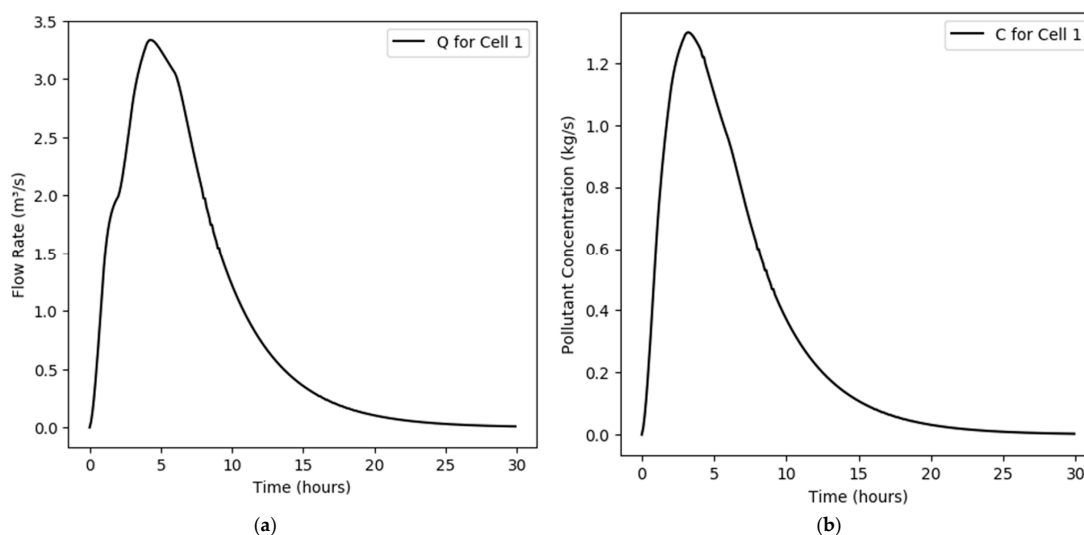 3.5
3.0
2.5
2.0
1.5
1.0
0.5
0.0
Flow Rate (m³/s)
Q for Cell 1
0 5 10 15 20 25 30
Time (hours)
(a)
1.2
1.0
0.8
0.6
0.4
0.2
0.0
Pollutant Concentration (kg/s)
C for Cell 1
0 5 10 15 20 25 30
Time (hours)
(b)